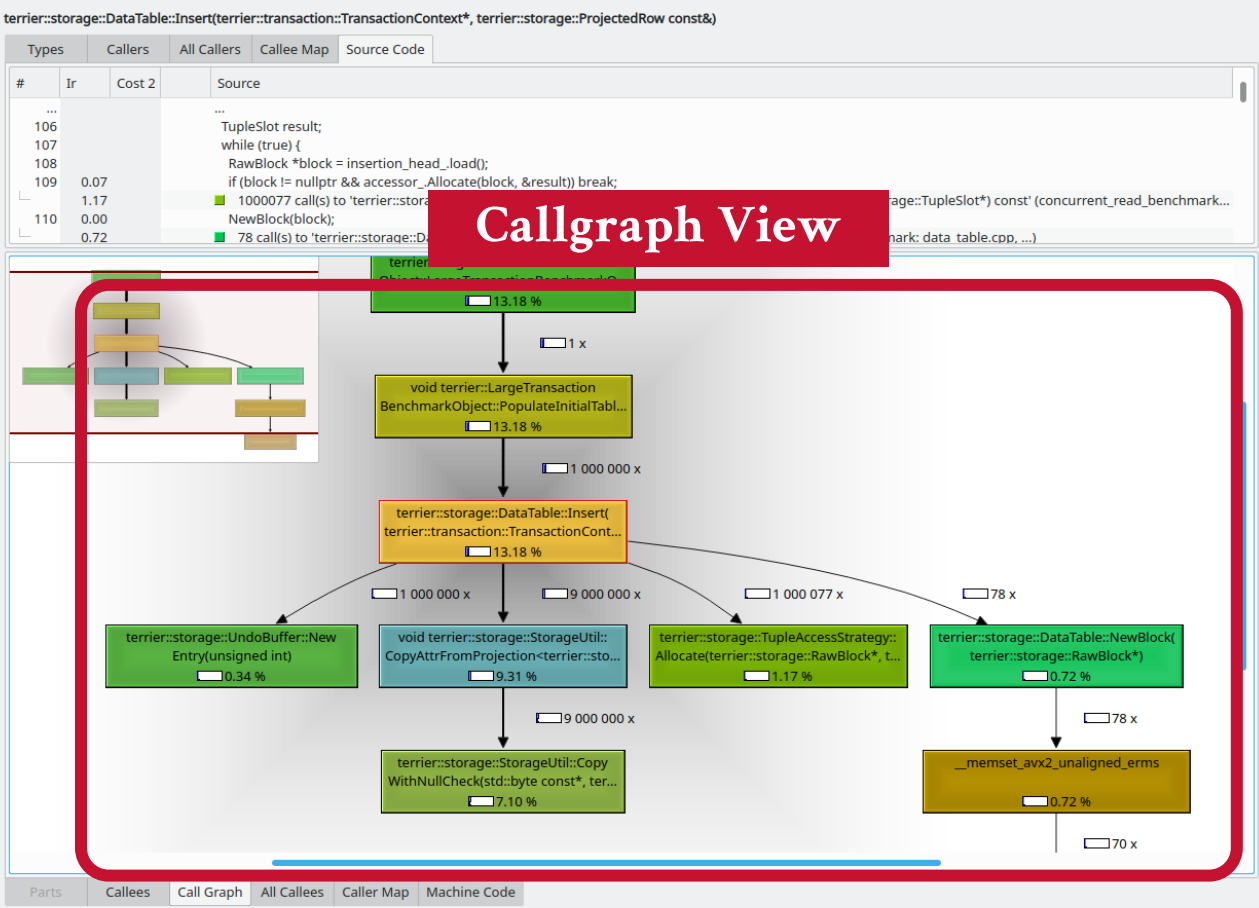 terrier::storage::DataTable::Insert(terrier::transaction::TransactionContext*, terrier::storage::ProjectedRow const&)
Types Callers All Callers Callee Map Source Code
# Ir Cost 2 Source
... ...
106 TupleSlot result;
107 while (true) {
108 RawBlock *block = insertion_head_.load();
109 0.07 if (block != nullptr && accessor_.Allocate(block, &result)) break;
1.17 1000077 call(s) to 'terrier::stora rage::TupleSlot*) const' (concurrent_read_benchmark...
110 0.00 NewBlock(block);
0.72 78 call(s) to 'terrier::storage::Da mark: data_table.cpp, ...)
Callgraph View
13.18 %
1 x
void terrier::LargeTransaction
BenchmarkObject::PopulateInitialTabl...
13.18 %
1 000 000 x
terrier::storage::DataTable::Insert(
terrier::transaction::TransactionCont...
13.18 %
1 000 000 x 9 000 000 x 1 000 077 x 78 x
terrier::storage::UndoBuffer::New
Entry(unsigned int)
0.34 %
void terrier::storage::StorageUtil::
CopyAttrFromProjection<terrier::sto...
9.31 %
terrier::storage::TupleAccessStrategy::
Allocate(terrier::storage::RawBlock*, t...
1.17 %
terrier::storage::DataTable::NewBlock(
terrier::storage::RawBlock*)
0.72 %
9 000 000 x 78 x
terrier::storage::StorageUtil::Copy
WithNullCheck(std::byte const*, ter...
7.10 %
__memset_avx2_unaligned_erms
0.72 %
70 x
Parts Callees Call Graph All Callees Caller Map Machine Code